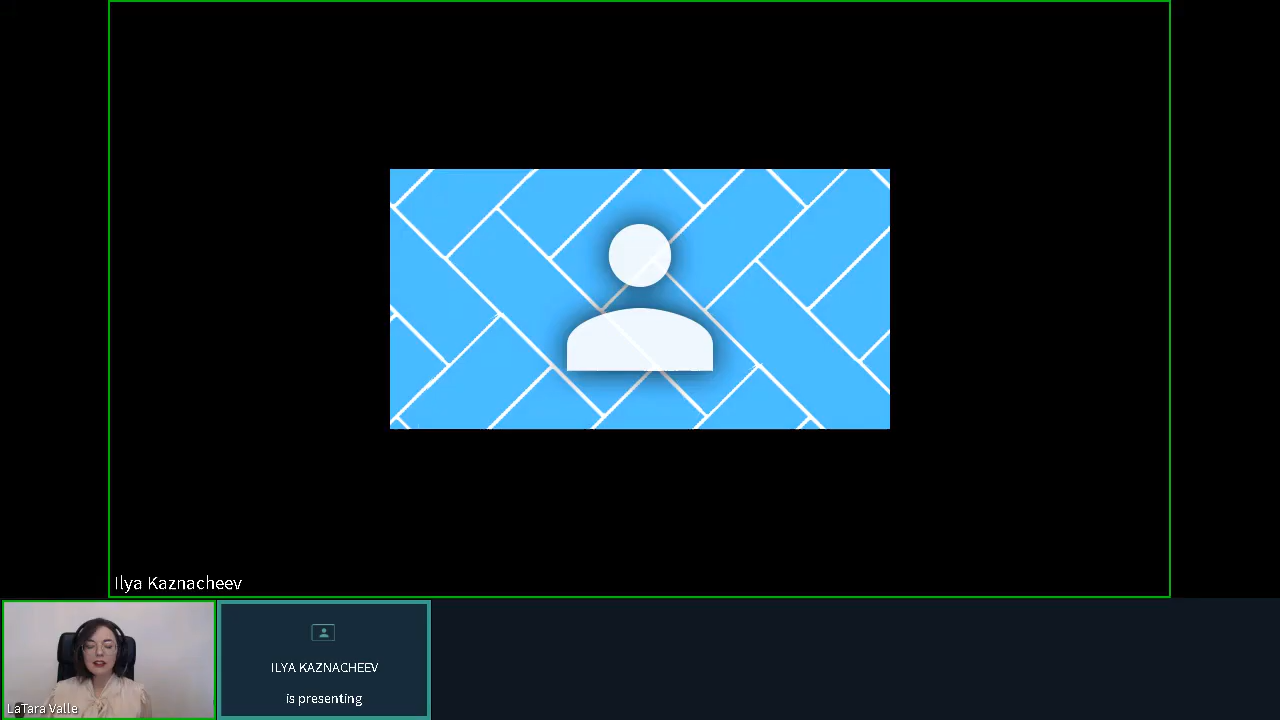 Ilya Kaznacheev
LaTara Valle
ILYA KAZNACHEEV
is presenting